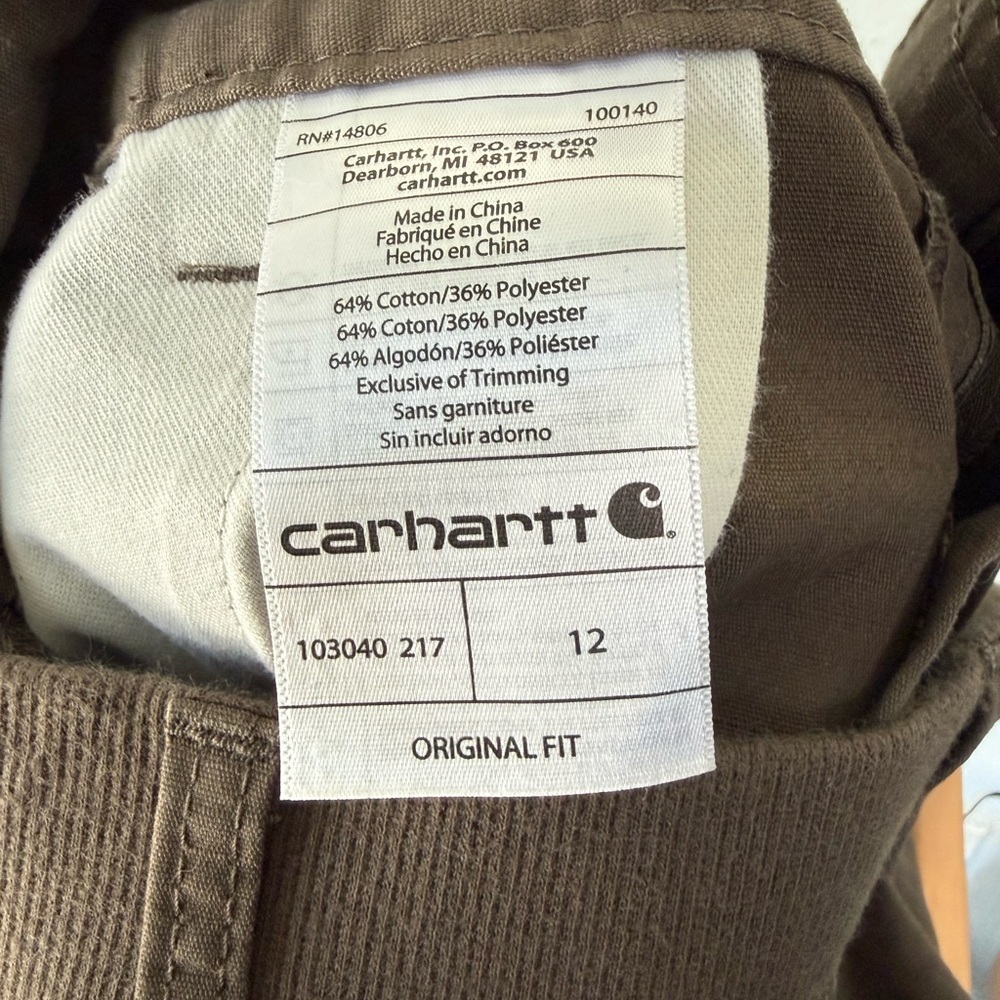 RN#14806 100140
Carhartt, Inc. P.O. Box 600
Dearborn, MI 48121 USA
carhartt.com
Made in China
Fabriqué en Chine
Hecho en China
64% Cotton/36% Polyester
64% Coton/36% Polyester
64% Algodón/36% Poliéster
Exclusive of Trimming
Sans garniture
Sin incluir adorno
carhartt
103040 217 12
ORIGINAL FIT